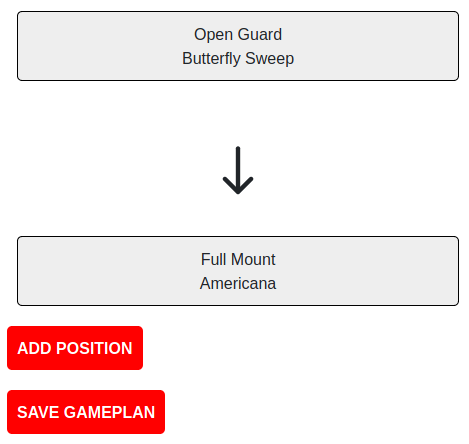 Open Guard
Butterfly Sweep
Full Mount
Americana
ADD POSITION
SAVE GAMEPLAN